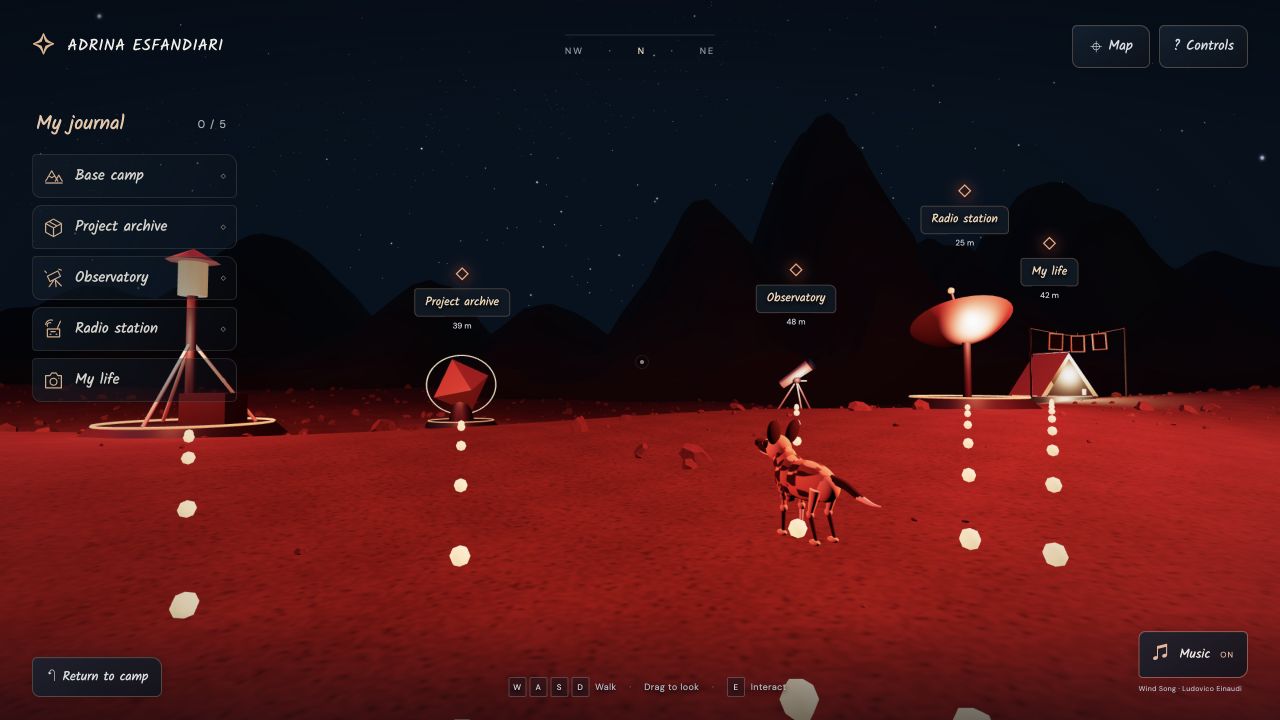 ADRINA ESFANDIARI
NW · N · NE
Map
? Controls
My journal
0 / 5
Base camp
Project archive
Observatory
Radio station
My life
Radio station
25 m
My life
42 m
Project archive
39 m
Observatory
48 m
Return to camp
W A S D Walk · Drag to look · E Interact
Music ON
Wind Song · Ludovico Einaudi